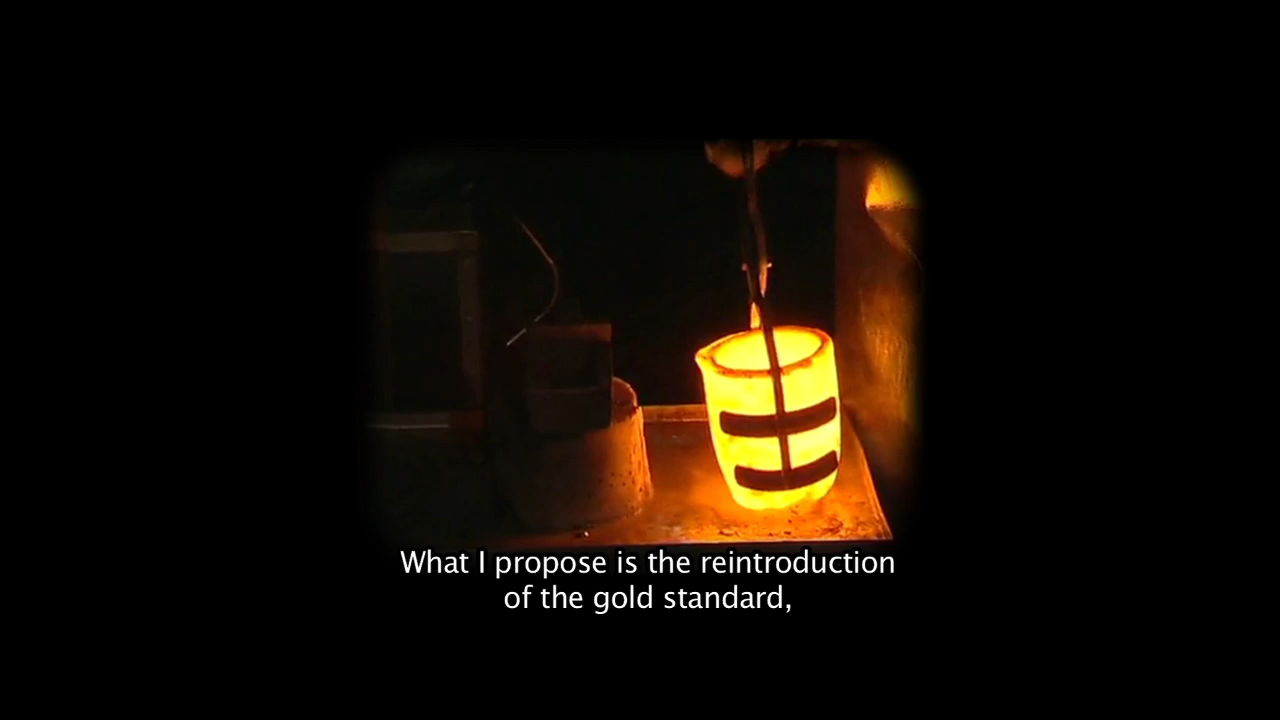 What I propose is the reintroduction
of the gold standard,